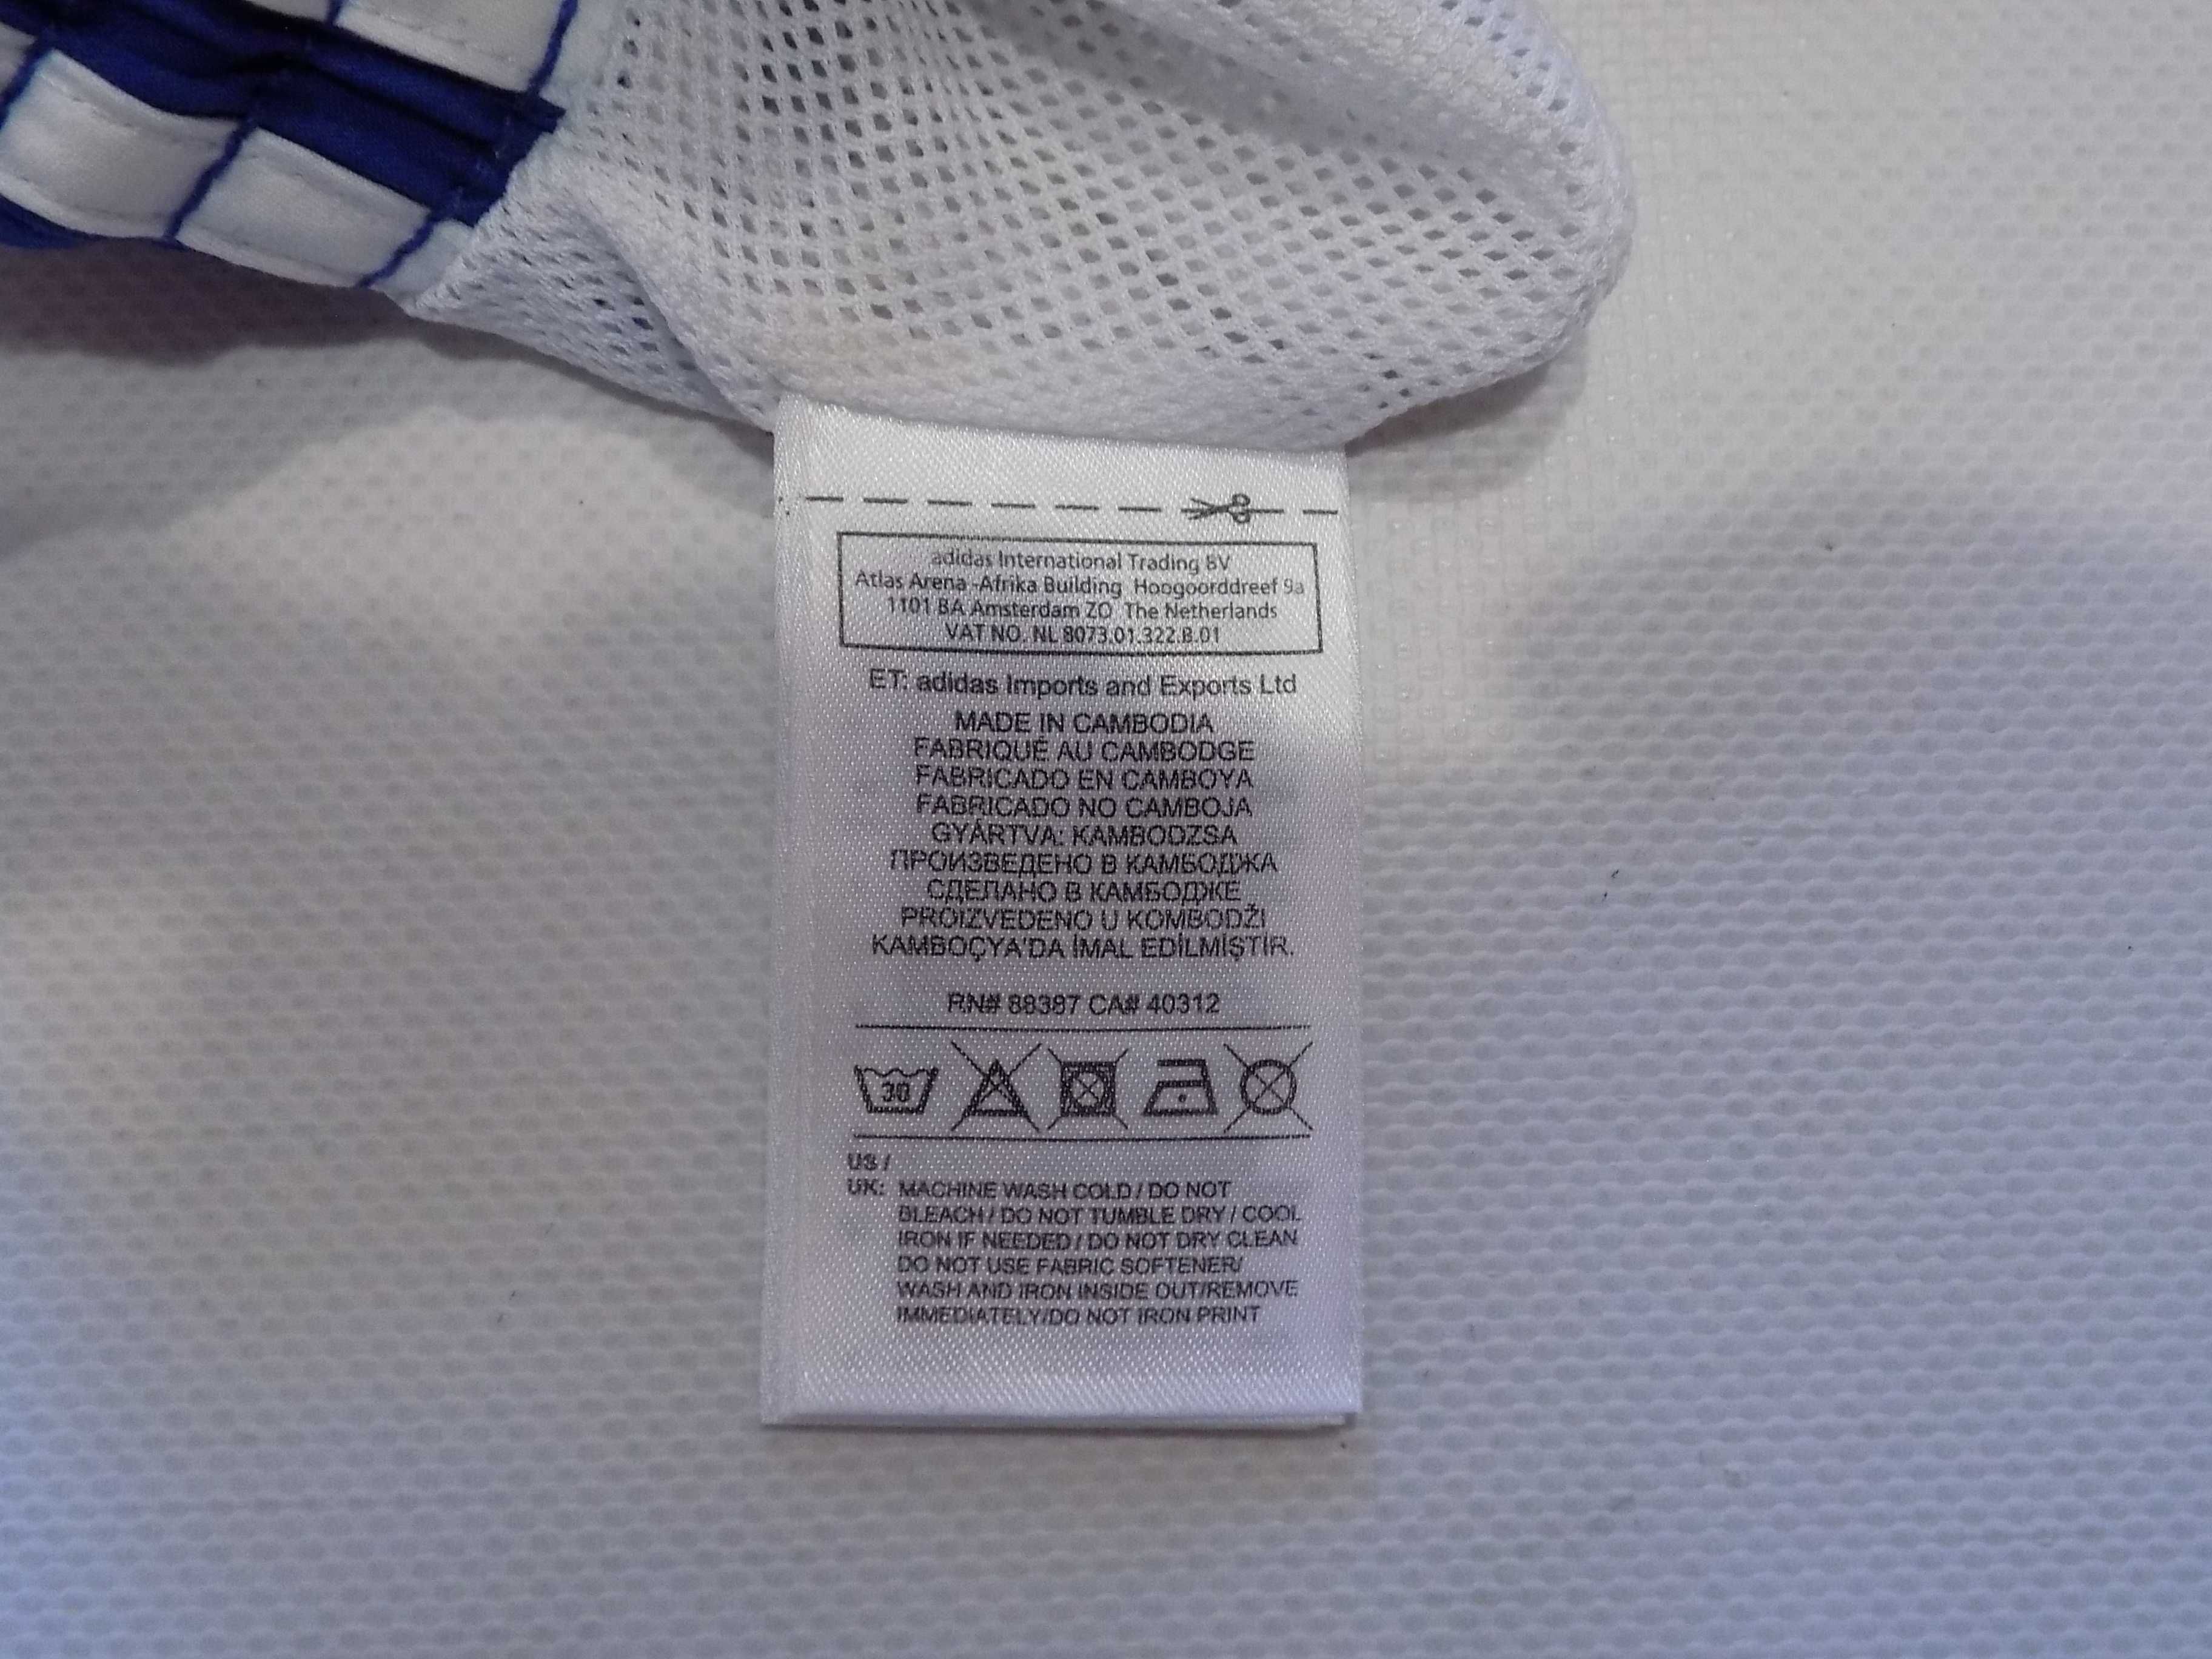 adidas International Trading BV
Atlas Arena -Afrika Building Hoogoorddreef 9a
1101 BA Amsterdam ZO The Netherlands
VAT NO. NL 8073.01.322.B.01
ET: adidas Imports and Exports Ltd
MADE IN CAMBODIA
FABRIQUÉ AU CAMBODGE
FABRICADO EN CAMBOYA
FABRICADO NO CAMBOJA
GYÁRTVA: KAMBODZSA
ПРОИЗВЕДЕНО В КАМБОДЖА
СДЕЛАНО В КАМБОДЖЕ
PROIZVEDENO U KOMBODŽI
KAMBOÇYA'DA İMAL EDİLMİŞTİR.
RN# 88387 CA# 40312
30
US /
UK: MACHINE WASH COLD / DO NOT
BLEACH / DO NOT TUMBLE DRY / COOL
IRON IF NEEDED / DO NOT DRY CLEAN
DO NOT USE FABRIC SOFTENER/
WASH AND IRON INSIDE OUT/REMOVE
IMMEDIATELY/DO NOT IRON PRINT